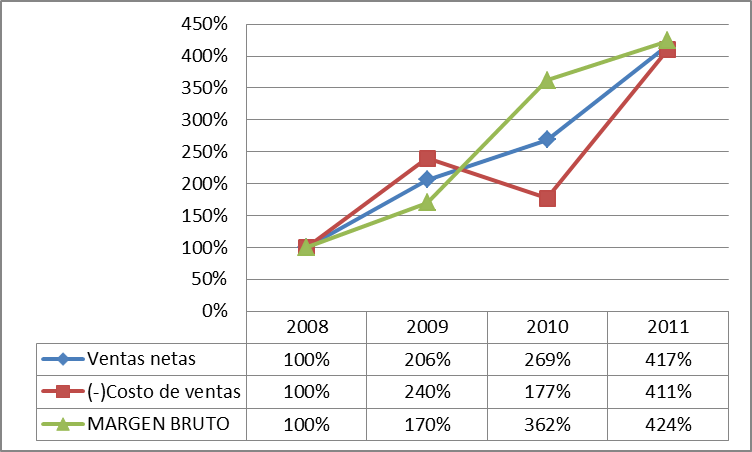 450%
400%
350%
300%
250%
200%
150%
100%
50%
0%
2008 2009 2010 2011
Ventas netas 100% 206% 269% 417%
(-)Costo de ventas 100% 240% 177% 411%
MARGEN BRUTO 100% 170% 362% 424%